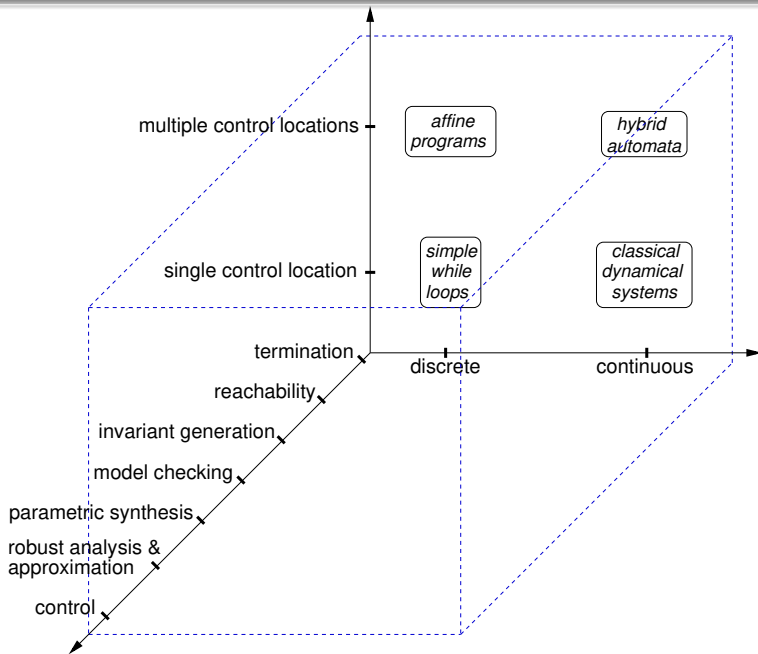 multiple control locations
affine
programs
hybrid
automata
single control location
simple
while
loops
classical
dynamical
systems
termination
discrete
continuous
reachability
invariant generation
model checking
parametric synthesis
robust analysis &
approximation
control